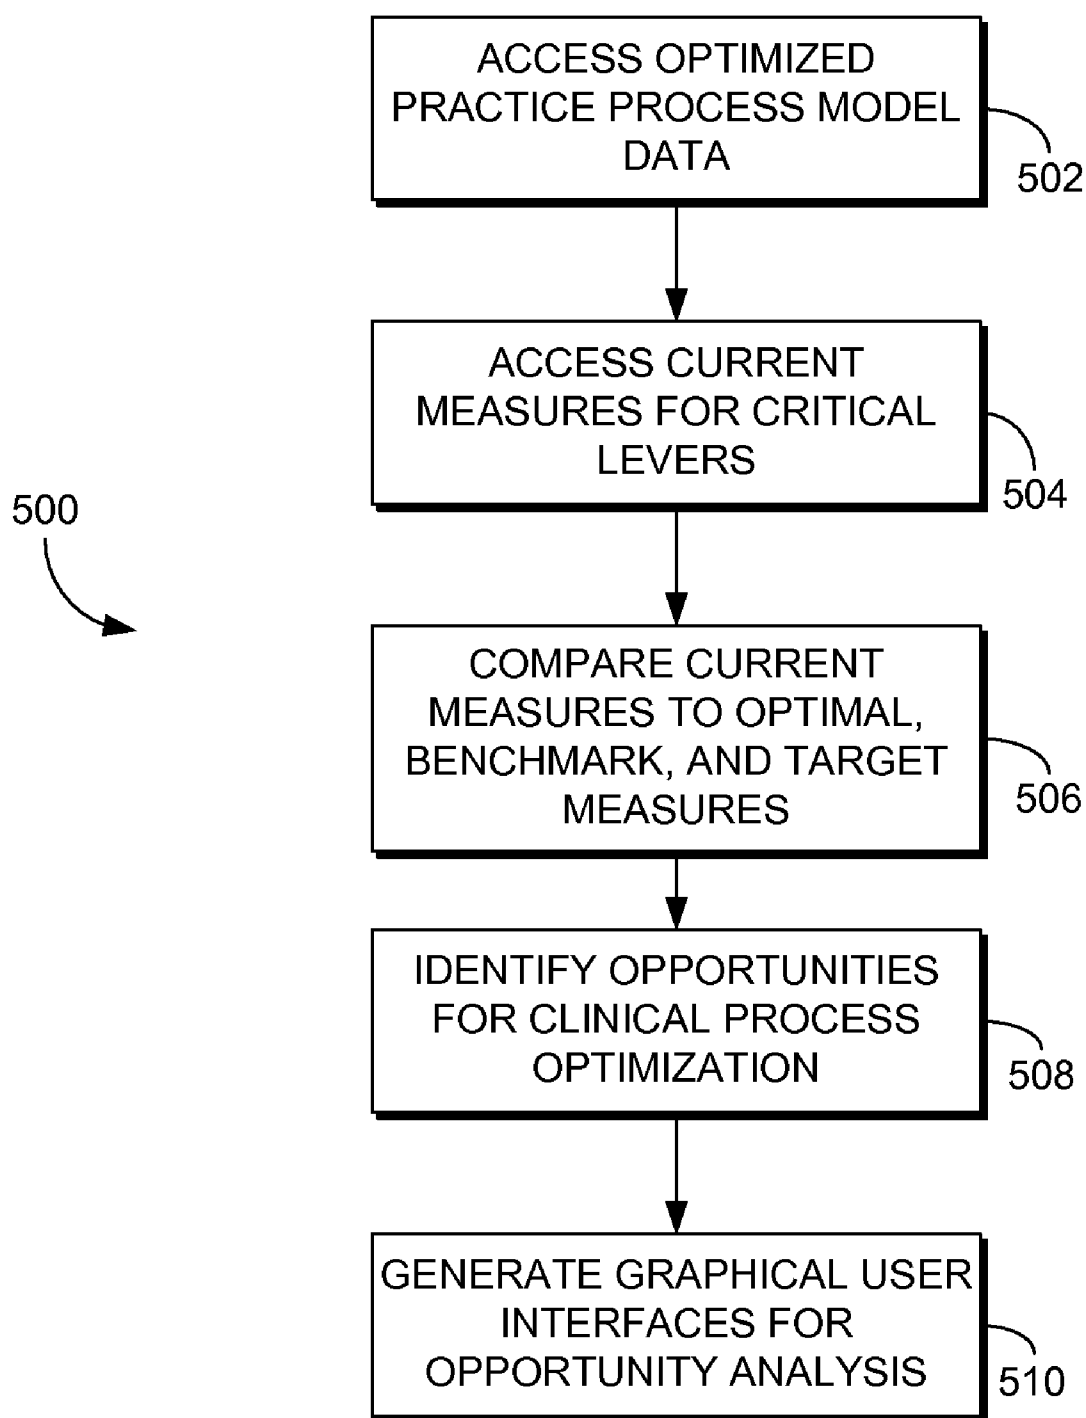 ACCESS OPTIMIZED
PRACTICE PROCESS MODEL
DATA
502
ACCESS CURRENT
MEASURES FOR CRITICAL
LEVERS
504
500
COMPARE CURRENT
MEASURES TO OPTIMAL,
BENCHMARK, AND TARGET
MEASURES
506
IDENTIFY OPPORTUNITIES
FOR CLINICAL PROCESS
OPTIMIZATION
508
GENERATE GRAPHICAL USER
INTERFACES FOR
OPPORTUNITY ANALYSIS
510